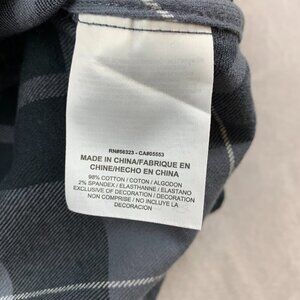 RN#56323 - CA#05553
MADE IN CHINA/FABRIQUE EN
CHINE/HECHO EN CHINA
98% COTTON / COTON / ALGODON
2% SPANDEX / ELASTHANNE / ELASTANO
EXCLUSIVE OF DECORATION / DECORATION
NON COMPRISE / NO INCLUYE LA
DECORACIÓN